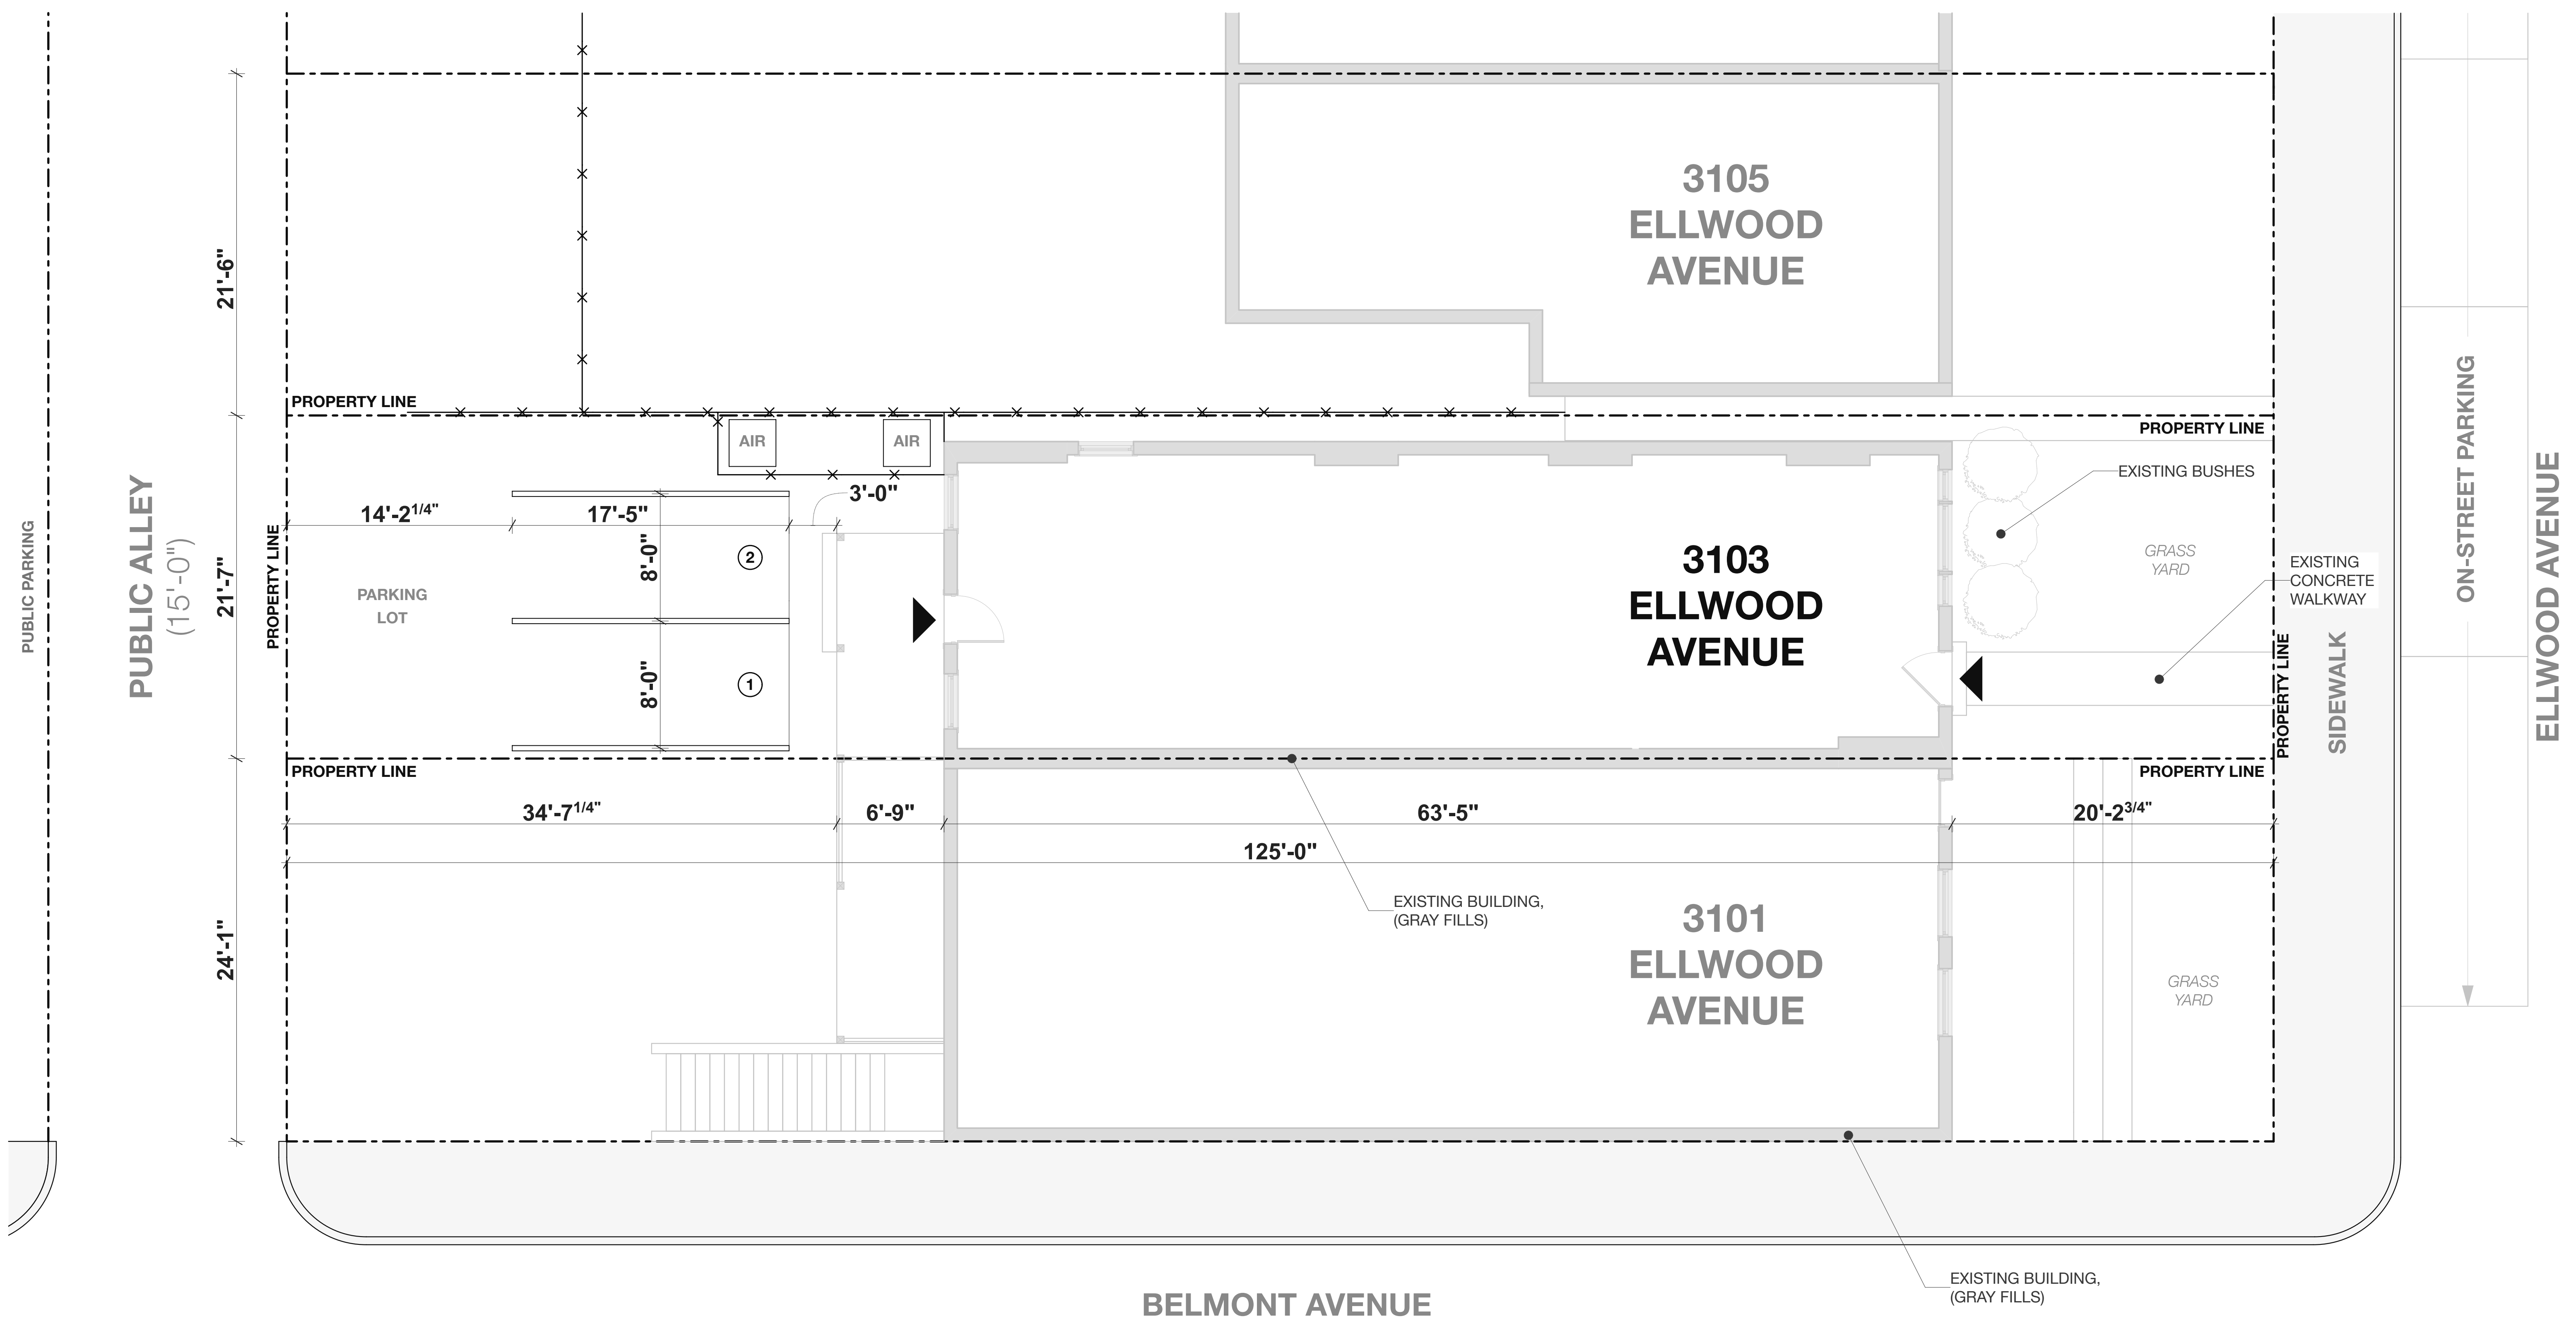 3105
ELLWOOD
AVENUE
21'-6"
PROPERTY LINE
PROPERTY LINE
AIR
AIR
3'-0"
EXISTING BUSHES
14'-2 1/4"
17'-5"
8'-0"
2
PUBLIC PARKING
PUBLIC ALLEY
(15'-0")
21'-7"
PROPERTY LINE
PARKING
LOT
8'-0"
1
3103
ELLWOOD
AVENUE
GRASS
YARD
EXISTING
CONCRETE
WALKWAY
PROPERTY LINE
SIDEWALK
ON-STREET PARKING
ELLWOOD AVENUE
PROPERTY LINE
PROPERTY LINE
34'-7 1/4"
6'-9"
63'-5"
20'-2 3/4"
125'-0"
24'-1"
EXISTING BUILDING,
(GRAY FILLS)
3101
ELLWOOD
AVENUE
GRASS
YARD
EXISTING BUILDING,
(GRAY FILLS)
BELMONT AVENUE